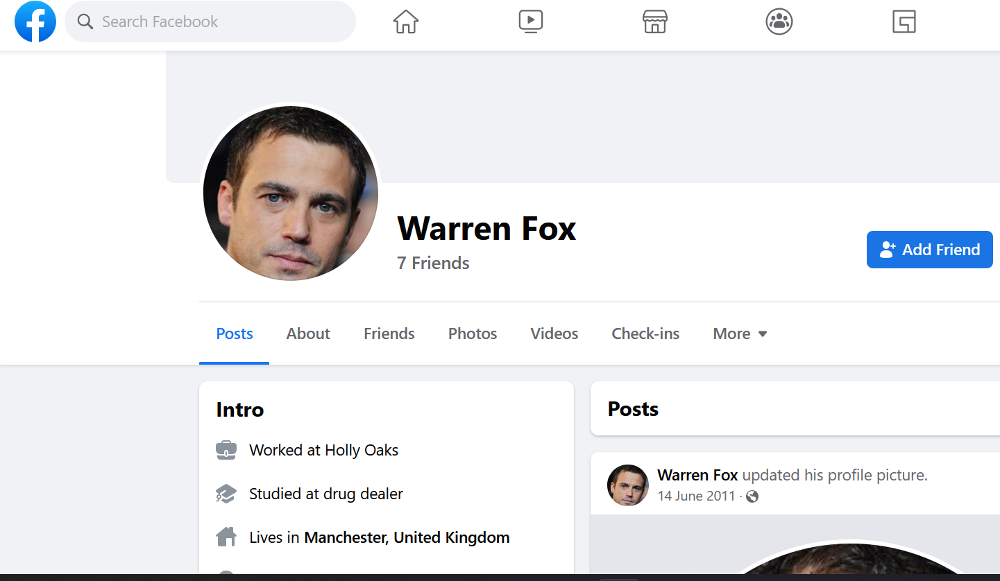 Search Facebook
Warren Fox
7 Friends
Add Friend
Posts
About
Friends
Photos
Videos
Check-ins
More
Intro
Worked at Holly Oaks
Studied at drug dealer
Lives in Manchester, United Kingdom
Posts
Warren Fox updated his profile picture.
14 June 2011 ·